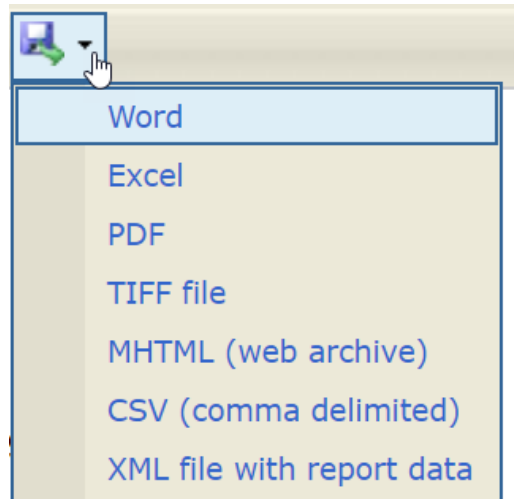 Word
Excel
PDF
TIFF file
MHTML (web archive)
CSV (comma delimited)
XML file with report data